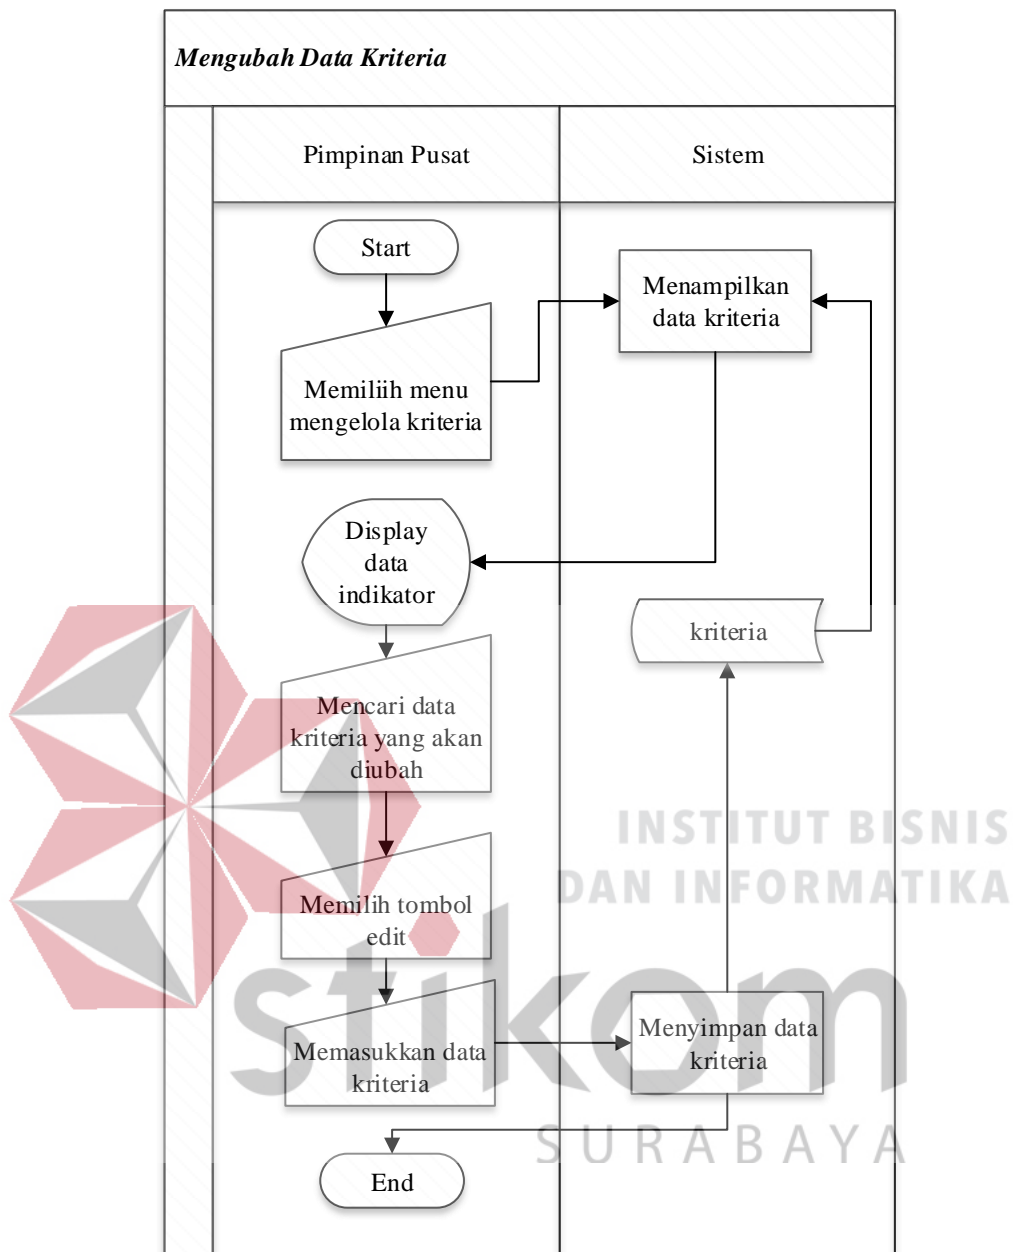 Mengubah Data Kriteria
Pimpinan Pusat
Sistem
Start
Menampilkan
data kriteria
Memiliih menu
mengelola kriteria
Display
data
indikator
kriteria
Mencari data
kriteria yang akan
diubah
INSTITUT BISNIS
DAN INFORMATIKA
Memilih tombol
edit
stikom
Memasukkan data
kriteria
Menyimpan data
kriteria
SURABAYA
End